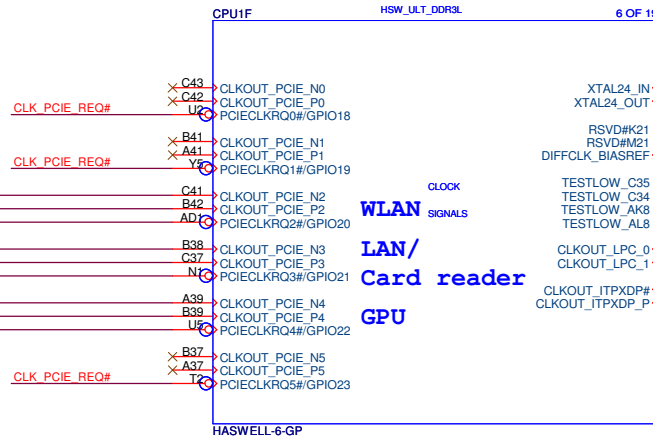 CPU1F HSW_ULT_DDR3L 6 OF 19
C43 CLKOUT_PCIE_N0 XTAL24_IN
C42 CLKOUT_PCIE_P0 XTAL24_OUT
CLK_PCIE_REQ# U2 PCIECLKRQ0#/GPIO18
RSVD#K21
B41 CLKOUT_PCIE_N1 RSVD#M21
A41 CLKOUT_PCIE_P1 DIFFCLK_BIASREF
CLK_PCIE_REQ# Y5 PCIECLKRQ1#/GPIO19
CLOCK TESTLOW_C35
C41 CLKOUT_PCIE_N2 TESTLOW_C34
B42 CLKOUT_PCIE_P2 WLAN SIGNALS TESTLOW_AK8
AD1 PCIECLKRQ2#/GPIO20 TESTLOW_AL8
B38 CLKOUT_PCIE_N3 LAN/ CLKOUT_LPC_0
C37 CLKOUT_PCIE_P3 CLKOUT_LPC_1
N1 PCIECLKRQ3#/GPIO21 Card reader
CLKOUT_ITPXDP#
A39 CLKOUT_PCIE_N4 CLKOUT_ITPXDP_P
B39 CLKOUT_PCIE_P4 GPU
U5 PCIECLKRQ4#/GPIO22
B37 CLKOUT_PCIE_N5
A37 CLKOUT_PCIE_P5
CLK_PCIE_REQ# T2 PCIECLKRQ5#/GPIO23
HASWELL-6-GP